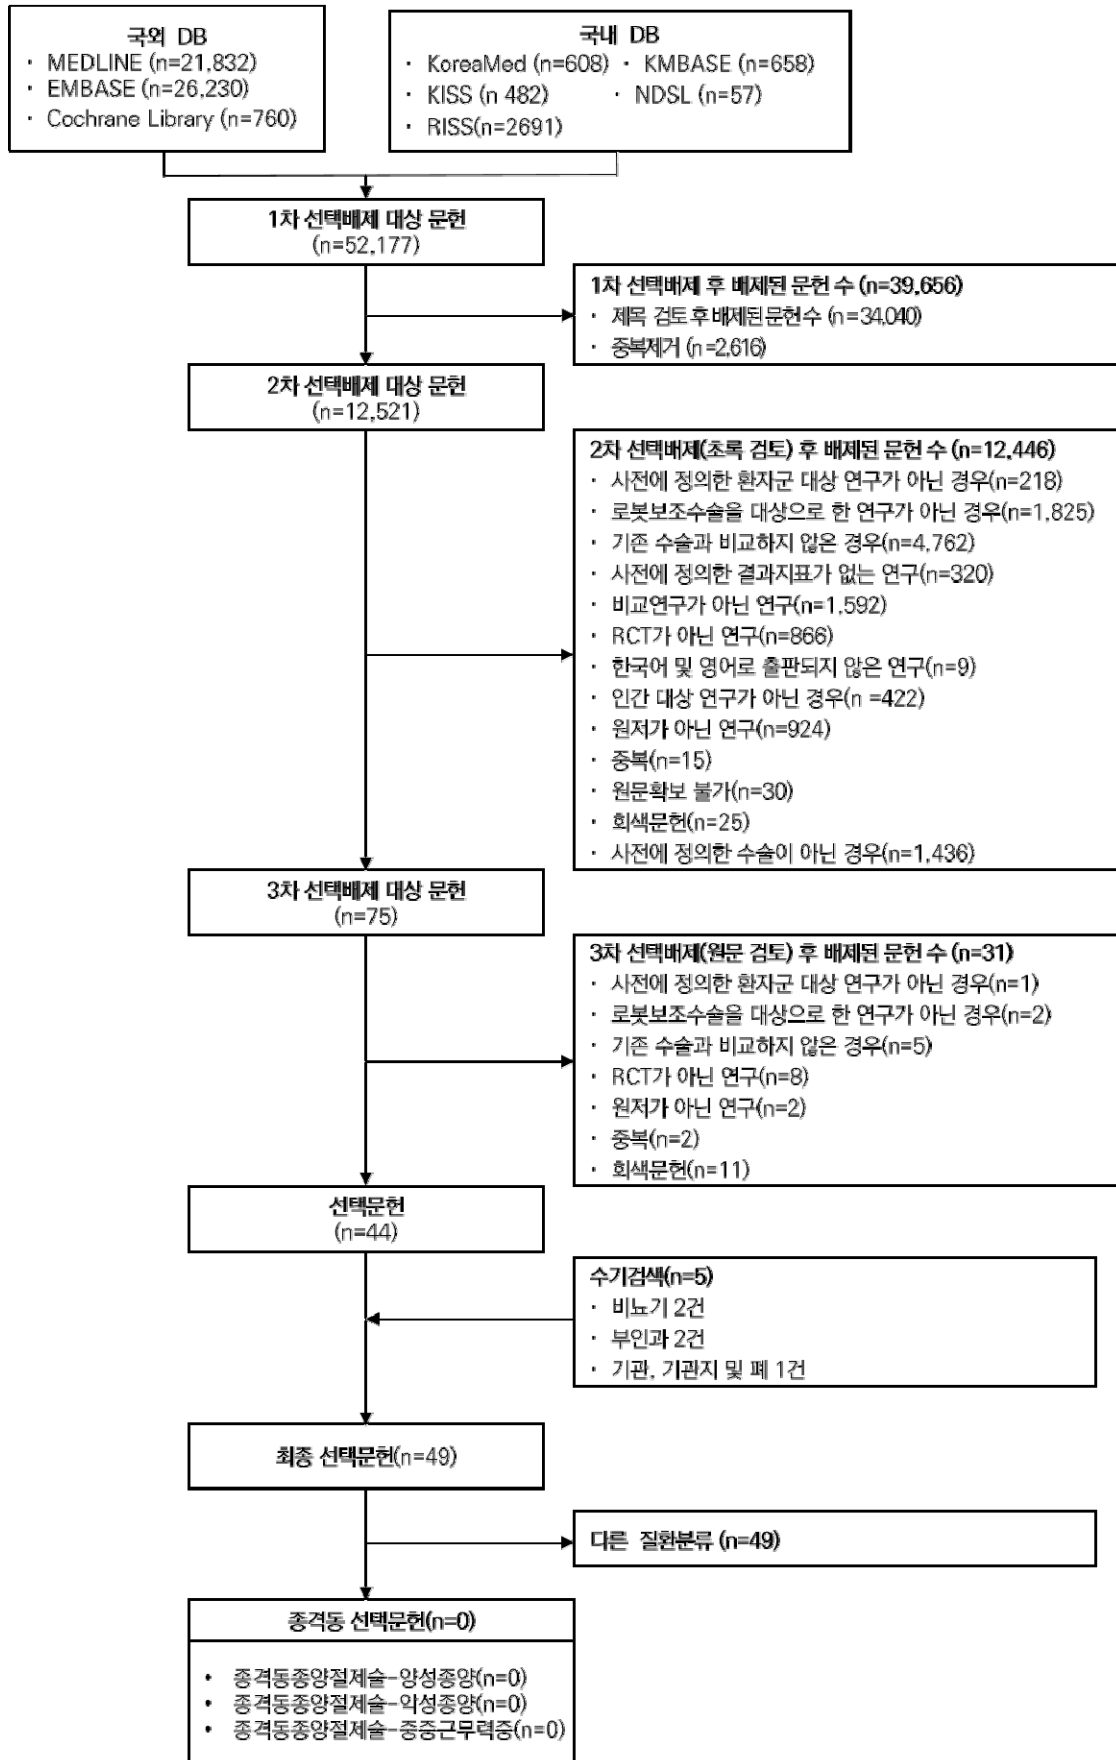 국외 DB
· MEDLINE (n=21,832)
· EMBASE (n=26,230)
· Cochrane Library (n=760)
국내 DB
· KoreaMed (n=608) · KMBASE (n=658)
· KISS (n 482) · NDSL (n=57)
· RISS(n=2691)
1차 선택배제 대상 문헌
(n=52,177)
1차 선택배제 후 배제된 문헌 수 (n=39,656)
· 제목 검토 후 배제된 문헌 수 (n=34,040)
· 중복제거 (n=2,616)
2차 선택배제 대상 문헌
(n=12,521)
2차 선택배제(초록 검토) 후 배제된 문헌 수 (n=12,446)
· 사전에 정의한 환자군 대상 연구가 아닌 경우(n=218)
· 로봇보조수술을 대상으로 한 연구가 아닌 경우(n=1,825)
· 기존 수술과 비교하지 않은 경우(n=4,762)
· 사전에 정의한 결과지표가 없는 연구(n=320)
· 비교연구가 아닌 연구(n=1,592)
· RCT가 아닌 연구(n=866)
· 한국어 및 영어로 출판되지 않은 연구(n=9)
· 인간 대상 연구가 아닌 경우(n =422)
· 원저가 아닌 연구(n=924)
· 중복(n=15)
· 원문확보 불가(n=30)
· 회색문헌(n=25)
· 사전에 정의한 수술이 아닌 경우(n=1,436)
3차 선택배제 대상 문헌
(n=75)
3차 선택배제(원문 검토) 후 배제된 문헌 수 (n=31)
· 사전에 정의한 환자군 대상 연구가 아닌 경우(n=1)
· 로봇보조수술을 대상으로 한 연구가 아닌 경우(n=2)
· 기존 수술과 비교하지 않은 경우(n=5)
· RCT가 아닌 연구(n=8)
· 원저가 아닌 연구(n=2)
· 중복(n=2)
· 회색문헌(n=11)
선택문헌
(n=44)
수기검색(n=5)
· 비뇨기 2건
· 부인과 2건
· 기관, 기관지 및 폐 1건
최종 선택문헌(n=49)
다른 질환분류 (n=49)
종격동 선택문헌(n=0)
• 종격동종양절제술-양성종양(n=0)
• 종격동종양절제술-악성종양(n=0)
• 종격동종양절제술-중증근무력증(n=0)